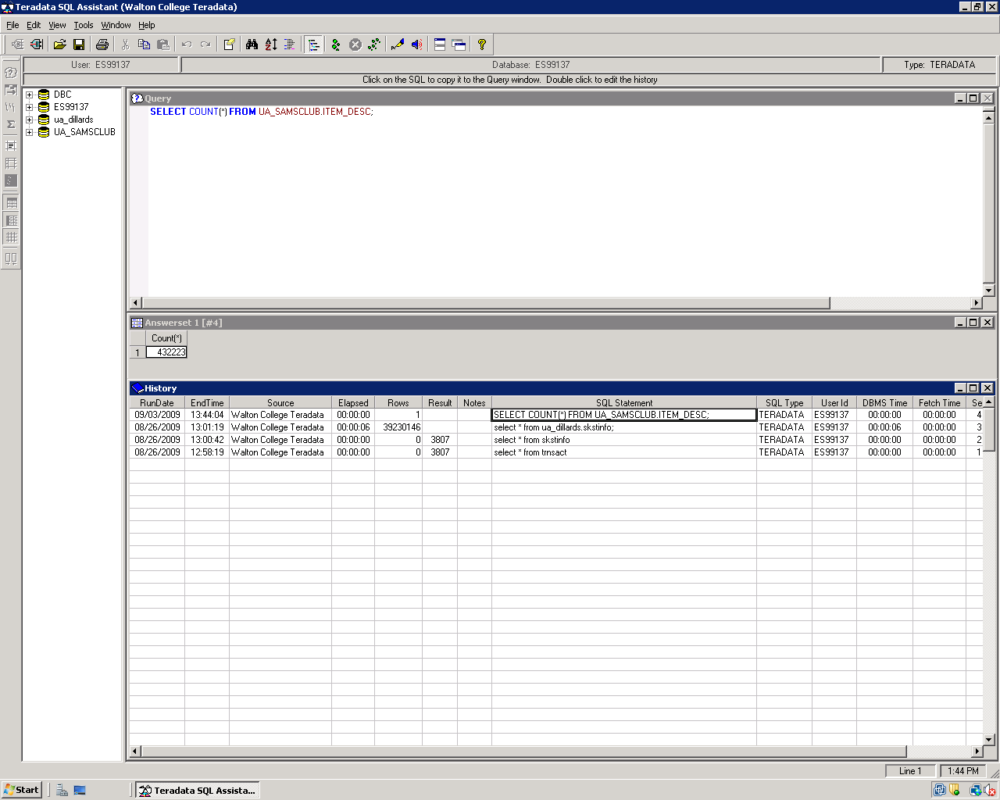 Teradata SQL Assistant (Walton College Teradata)
File Edit View Tools Window Help
User: ES99137 Database: ES99137 Type: TERADATA
Click on the SQL to copy it to the Query window. Double click to edit the history
DBC
ES99137
ua_dillards
UA_SAMSCLUB
Query
SELECT COUNT(*) FROM UA_SAMSCLUB.ITEM_DESC;
Answerset 1 [#4]
Count(*)
1 432223
History
RunDate EndTime Source Elapsed Rows Result Notes SQL Statement SQL Type User Id DBMS Time Fetch Time Se
09/03/2009 13:44:04 Walton College Teradata 00:00:00 1 SELECT COUNT(*) FROM UA_SAMSCLUB.ITEM_DESC; TERADATA ES99137 00:00:00 00:00:00 4
08/26/2009 13:01:19 Walton College Teradata 00:00:06 39230146 select * from ua_dillards.skstinfo; TERADATA ES99137 00:00:06 00:00:00 3
08/26/2009 13:00:42 Walton College Teradata 00:00:00 0 3807 select * from skstinfo TERADATA ES99137 00:00:00 00:00:00 2
08/26/2009 12:58:19 Walton College Teradata 00:00:00 0 3807 select * from trnsact TERADATA ES99137 00:00:00 00:00:00 1
Line 1 1:44 PM
Start Teradata SQL Assista...